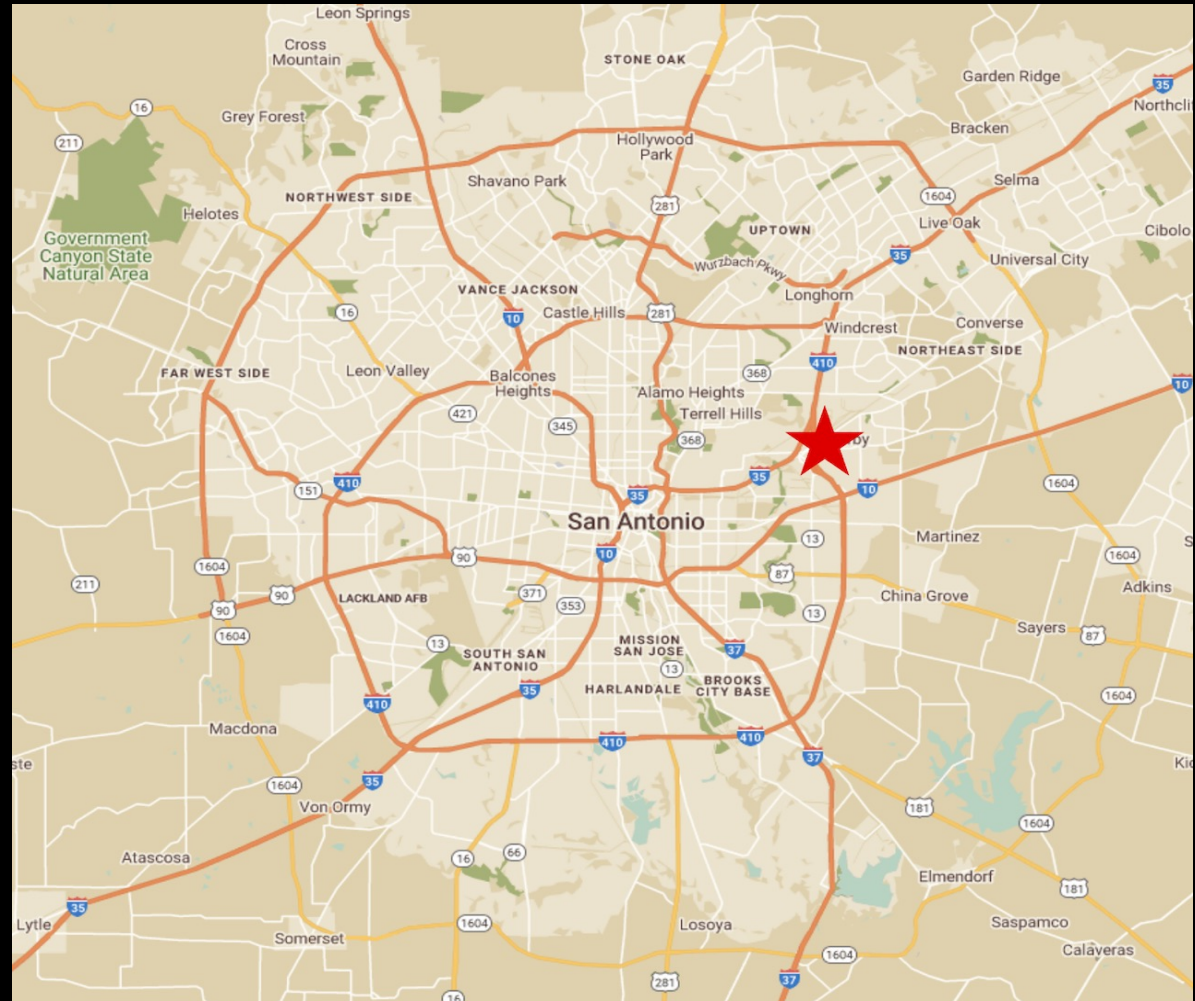 Leon Springs
Cross
Mountain
STONE OAK
Garden Ridge
35
Northclif
16
211
Grey Forest
Bracken
Hollywood
Park
Shavano Park
Selma
NORTHWEST SIDE
281
1604
Helotes
Live Oak
UPTOWN
Cibolo
Government
Canyon State
Natural Area
35
Universal City
Wurzbach Pkwy
VANCE JACKSON
Longhorn
16
10
Castle Hills
281
Windcrest
Converse
NORTHEAST SIDE
410
FAR WEST SIDE
Leon Valley
Balcones
Heights
368
10
Alamo Heights
421
Terrell Hills
345
368
by
35
410
151
35
10
1604
San Antonio
13
Martinez
10
90
1604
1604
211
87
90
LACKLAND AFB
371
Adkins
90
353
China Grove
13
1604
Sayers
87
13
MISSION
SAN JOSE
SOUTH SAN
ANTONIO
37
13
35
HARLANDALE
BROOKS
CITY BASE
1604
410
Macdona
410
410
37
ste
35
1604
Von Ormy
181
1604
66
16
Atascosa
Elmendorf
181
35
Lytle
1604
Losoya
Saspamco
Somerset
Calaveras
1604
281
37
16